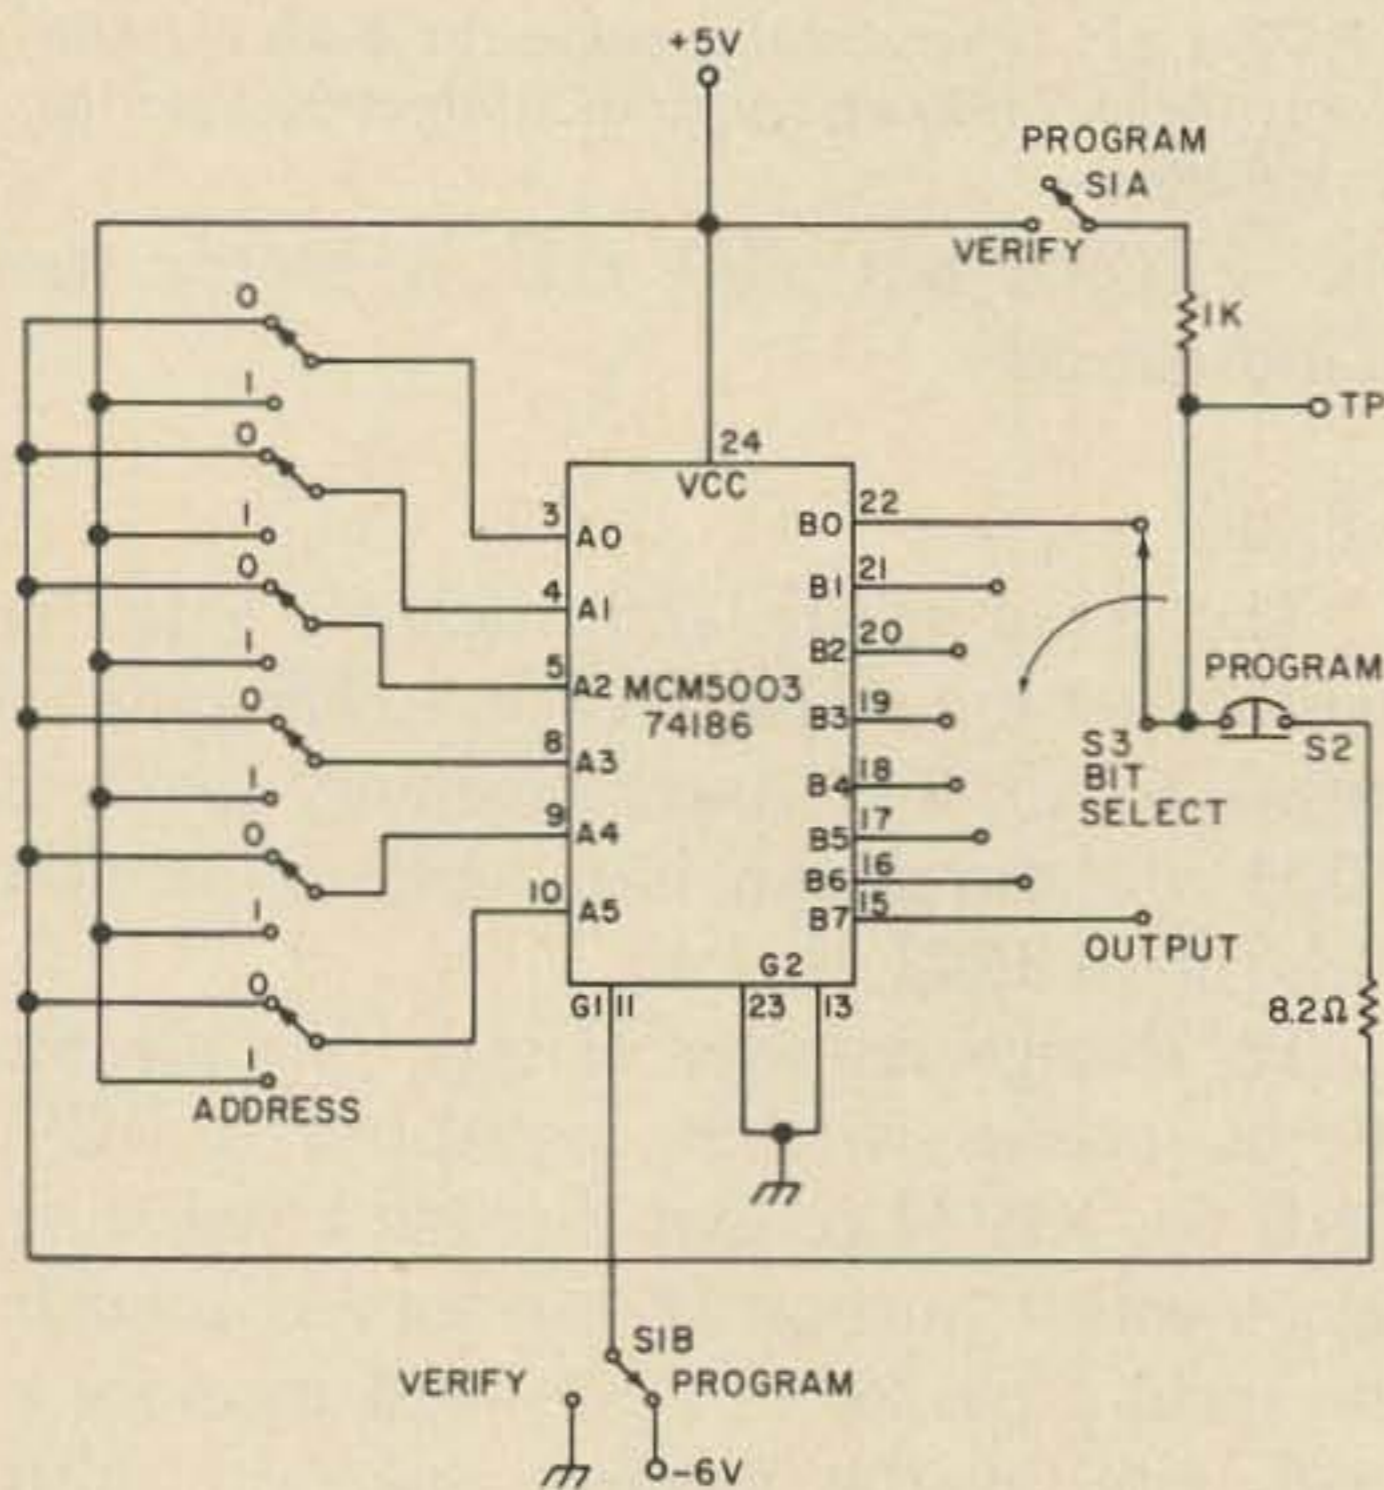 +5V
PROGRAM
S1A
VERIFY
0
1K
1
TP
0
24
VCC
22
3
B0
A0
1
21
0
4
B1
A1
20
B2
1
PROGRAM
5
A2
MCM5003
19
0
B3
74186
S3
S2
8
A3
18
BIT
1
B4
SELECT
9
17
0
A4
B5
16
B6
10
15
A5
B7
1
OUTPUT
G2
0
G1
11
23
13
8.2Ω
1
ADDRESS
S1B
VERIFY
PROGRAM
-6V